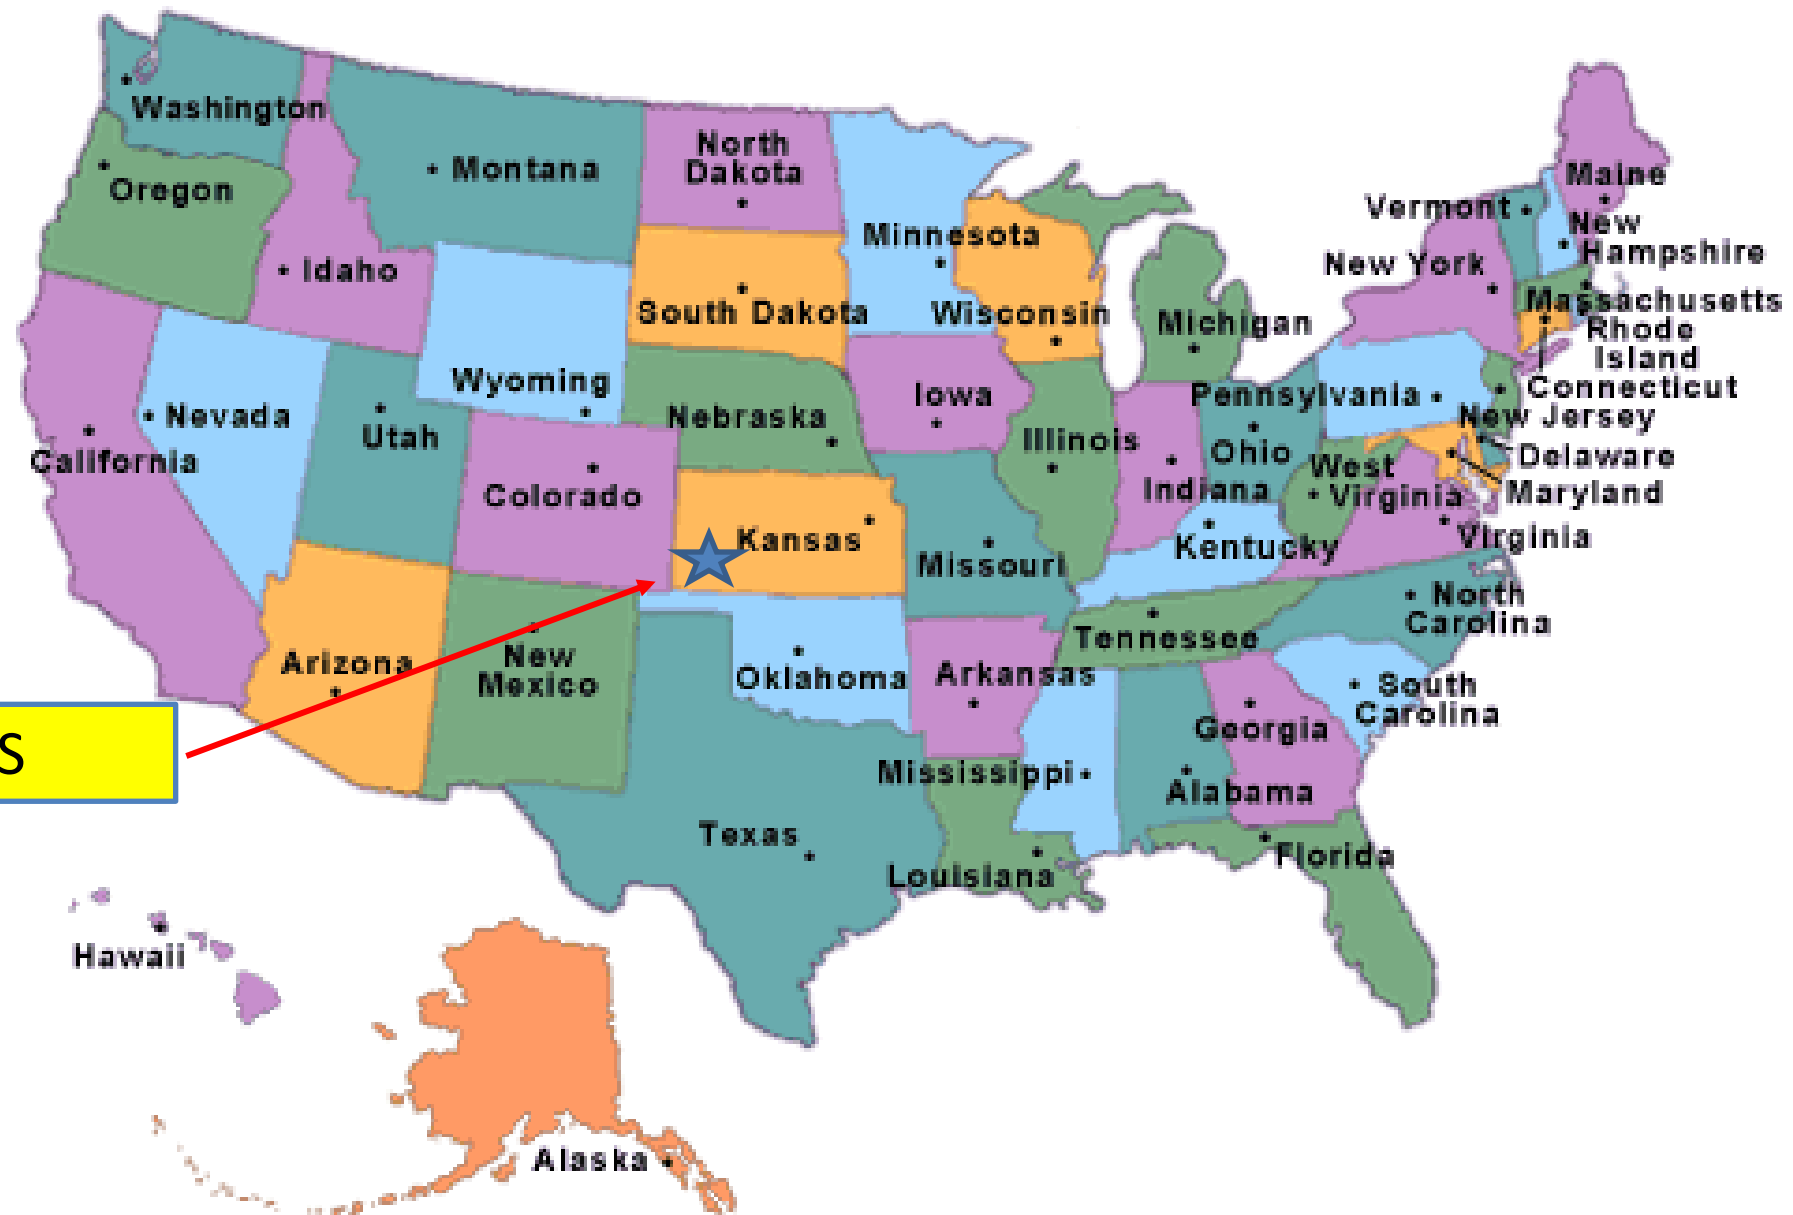 Washington
Oregon
Montana
Idaho
North
Dakota
Minnesota
South Dakota
Wisconsin
Michigan
Maine
Vermont
New
Hampshire
New York
Massachusetts
Rhode
Island
Connecticut
Pennsylvania
New Jersey
Delaware
Maryland
Wyoming
Nebraska
Iowa
Nevada
Utah
California
Colorado
Kansas
Missouri
Illinois
Indiana
Ohio
West
Virginia
Virginia
Kentucky
North
Carolina
Tennessee
South
Carolina
Arizona
New
Mexico
Oklahoma
Arkansas
Georgia
Mississippi
Alabama
Texas
Louisiana
Florida
S
Hawaii
Alaska